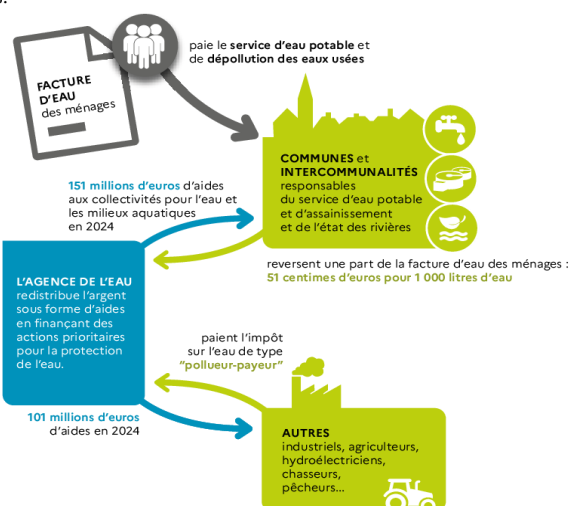 paie le service d'eau potable et
de dépollution des eaux usées
FACTURE
D'EAU
des ménages
COMMUNES et
INTERCOMMUNALITÉS
responsables
du service d'eau potable
et d'assainissement
et de l'état des rivières
151 millions d'euros d'aides
aux collectivités pour l'eau et
les milieux aquatiques
en 2024
reversent une part de la facture d'eau des ménages :
51 centimes d'euros pour 1 000 litres d'eau
L'AGENCE DE L'EAU
redistribue l'argent
sous forme d'aides
en finançant des
actions prioritaires
pour la protection
de l'eau.
paient l'impôt
sur l'eau de type
"pollueur-payeur"
101 millions d'euros
d'aides en 2024
AUTRES
industriels, agriculteurs,
hydroélectriciens,
chasseurs,
pêcheurs...